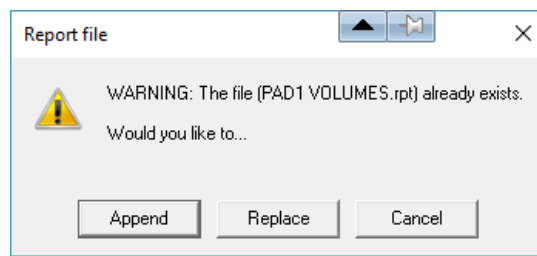 Report file
WARNING: The file (PAD1 VOLUMES.rpt) already exists.
Would you like to...
Append
Replace
Cancel